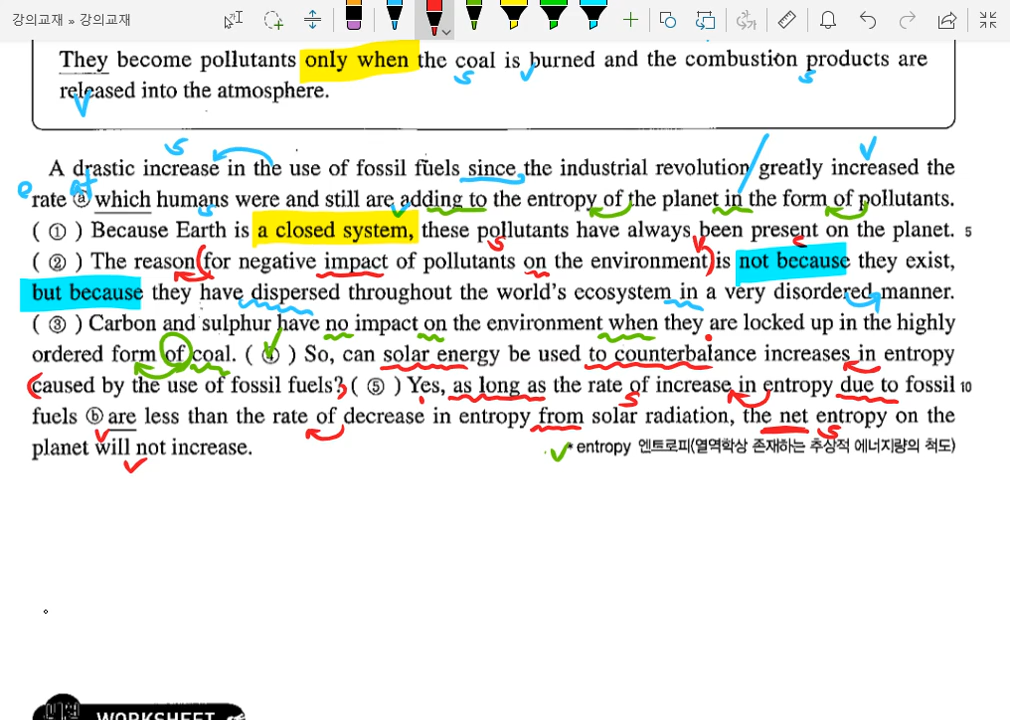 강의교재 » 강의교재
They become pollutants only when the coal is burned and the combustion products are
released into the atmosphere.
A drastic increase in the use of fossil fuels since the industrial revolution greatly increased the
rate ⓐ which humans were and still are adding to the entropy of the planet in the form of pollutants.
( ① ) Because Earth is a closed system, these pollutants have always been present on the planet. 5
( ② ) The reason for negative impact of pollutants on the environment is not because they exist,
but because they have dispersed throughout the world's ecosystem in a very disordered manner.
( ③ ) Carbon and sulphur have no impact on the environment when they are locked up in the highly
ordered form of coal. ( ④ ) So, can solar energy be used to counterbalance increases in entropy
caused by the use of fossil fuels? ( ⑤ ) Yes, as long as the rate of increase in entropy due to fossil 10
fuels ⓑ are less than the rate of decrease in entropy from solar radiation, the net entropy on the
planet will not increase.
* entropy 엔트로피(열역학상 존재하는 추상적 에너지량의 척도)
WORKSHEET